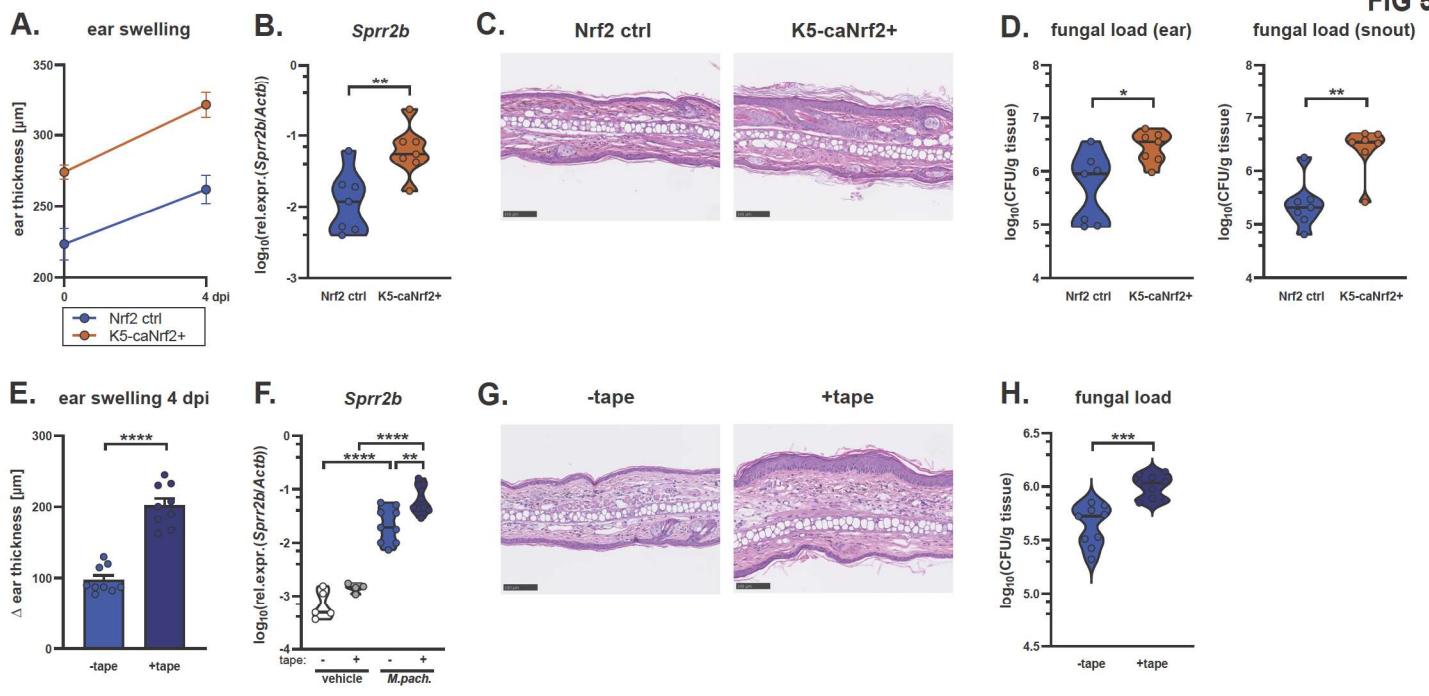 FIG 5
A.
ear swelling
350
300
250
200
ear thickness [µm]
0
4 dpi
Nrf2 ctrl
K5-caNrf2+
B.
Sprr2b
0
-1
-2
-3
log10(rel.expr.(Sprr2b/Actb))
**
Nrf2 ctrl
K5-caNrf2+
C.
Nrf2 ctrl
K5-caNrf2+
D.
fungal load (ear)
8
7
6
5
4
log10(CFU/g tissue)
*
Nrf2 ctrl
K5-caNrf2+
fungal load (snout)
8
7
6
5
4
log10(CFU/g tissue)
**
Nrf2 ctrl
K5-caNrf2+
E.
ear swelling 4 dpi
300
200
100
0
Δ ear thickness [µm]
****
-tape
+tape
F.
Sprr2b
0
-1
-2
-3
-4
log10(rel.expr.(Sprr2b/Actb))
****
****
**
tape: - + - +
vehicle M.pach.
G.
-tape
+tape
H.
fungal load
6.5
6.0
5.5
5.0
4.5
log10(CFU/g tissue)
***
-tape
+tape